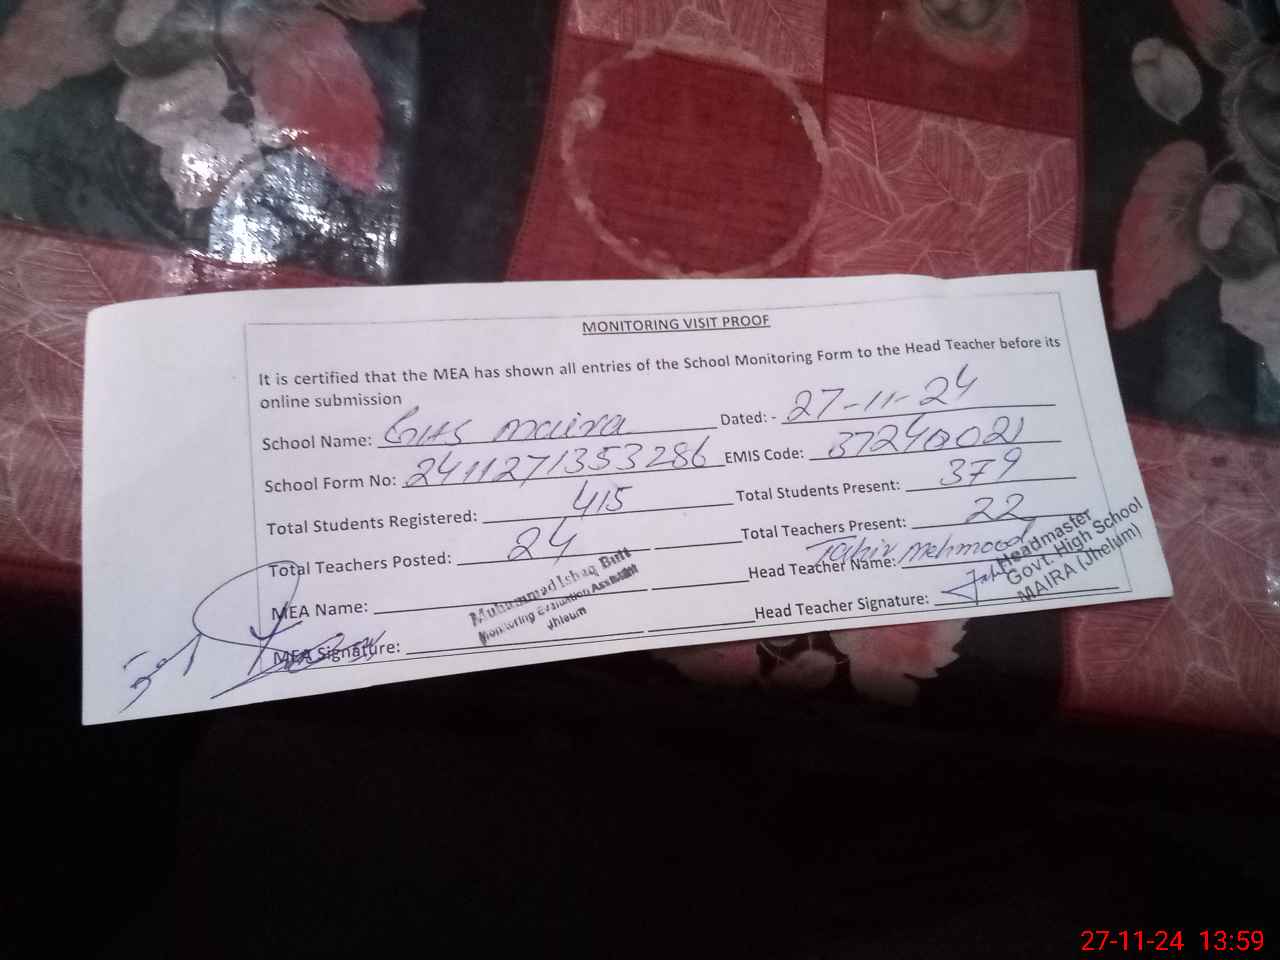 MONITORING VISIT PROOF
It is certified that the MEA has shown all entries of the School Monitoring Form to the Head Teacher before its
online submission
School Name: GHS maira Dated: - 27-11-24
School Form No: 2411271353286 EMIS Code: 37240021
Total Students Registered: 415 Total Students Present: 379
Total Teachers Posted: 24 Total Teachers Present: 22
MEA Name: Muhammad Ishaq Butt Head Teacher Name: Tahir Mehmood
Monitoring Evaluation Assistant
Jhleum
MEA Signature: Head Teacher Signature:
Headmaster
Govt. High School
MAIRA (Jhelum)
27-11-24 13:59